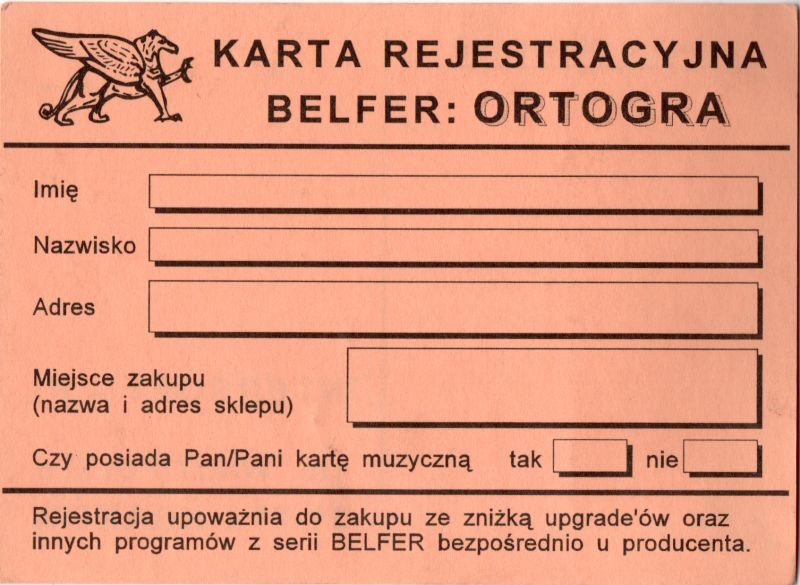 KARTA REJESTRACYJNA
BELFER: ORTOGRA
Imię
Nazwisko
Adres
Miejsce zakupu
(nazwa i adres sklepu)
Czy posiada Pan/Pani kartę muzyczną tak nie
Rejestracja upoważnia do zakupu ze zniżką upgrade'ów oraz
innych programów z serii BELFER bezpośrednio u producenta.